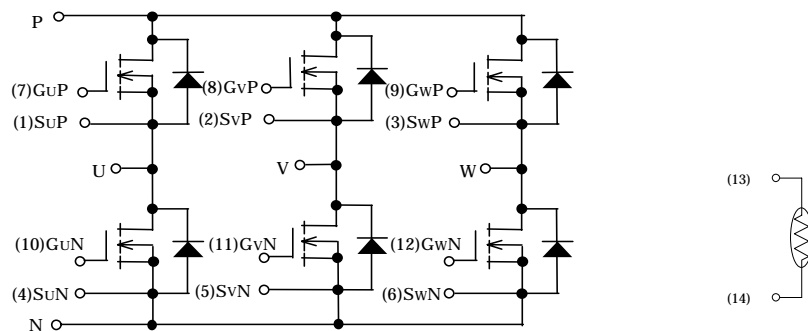 P
(7)GUP
(8)GVP
(9)GWP
(1)SUP
(2)SVP
(3)SWP
U
V
W
(13)
(10)GUN
(11)GVN
(12)GWN
(4)SUN
(5)SVN
(6)SWN
(14)
N